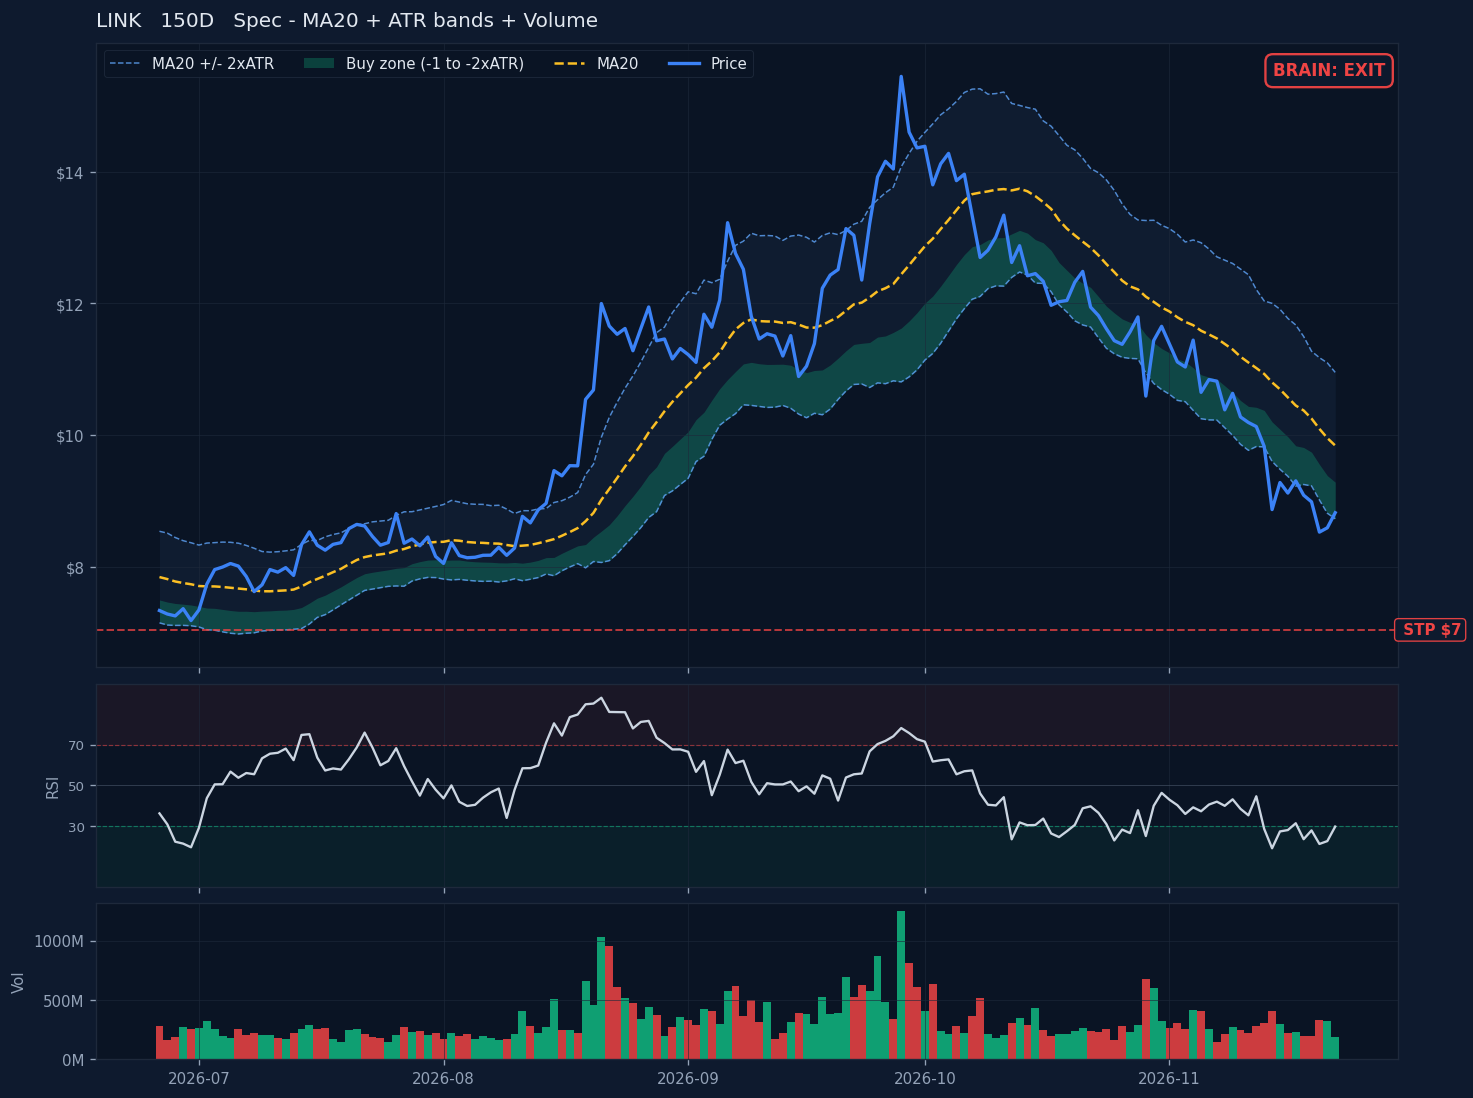 LINK   150D   Spec - MA20 + ATR bands + Volume
MA20 +/- 2xATR
Buy zone (-1 to -2xATR)
MA20
Price
BRAIN: EXIT
$14
$12
$10
$8
STP $7
RSI
70
50
30
Vol
1000M
500M
0M
2026-07
2026-08
2026-09
2026-10
2026-11